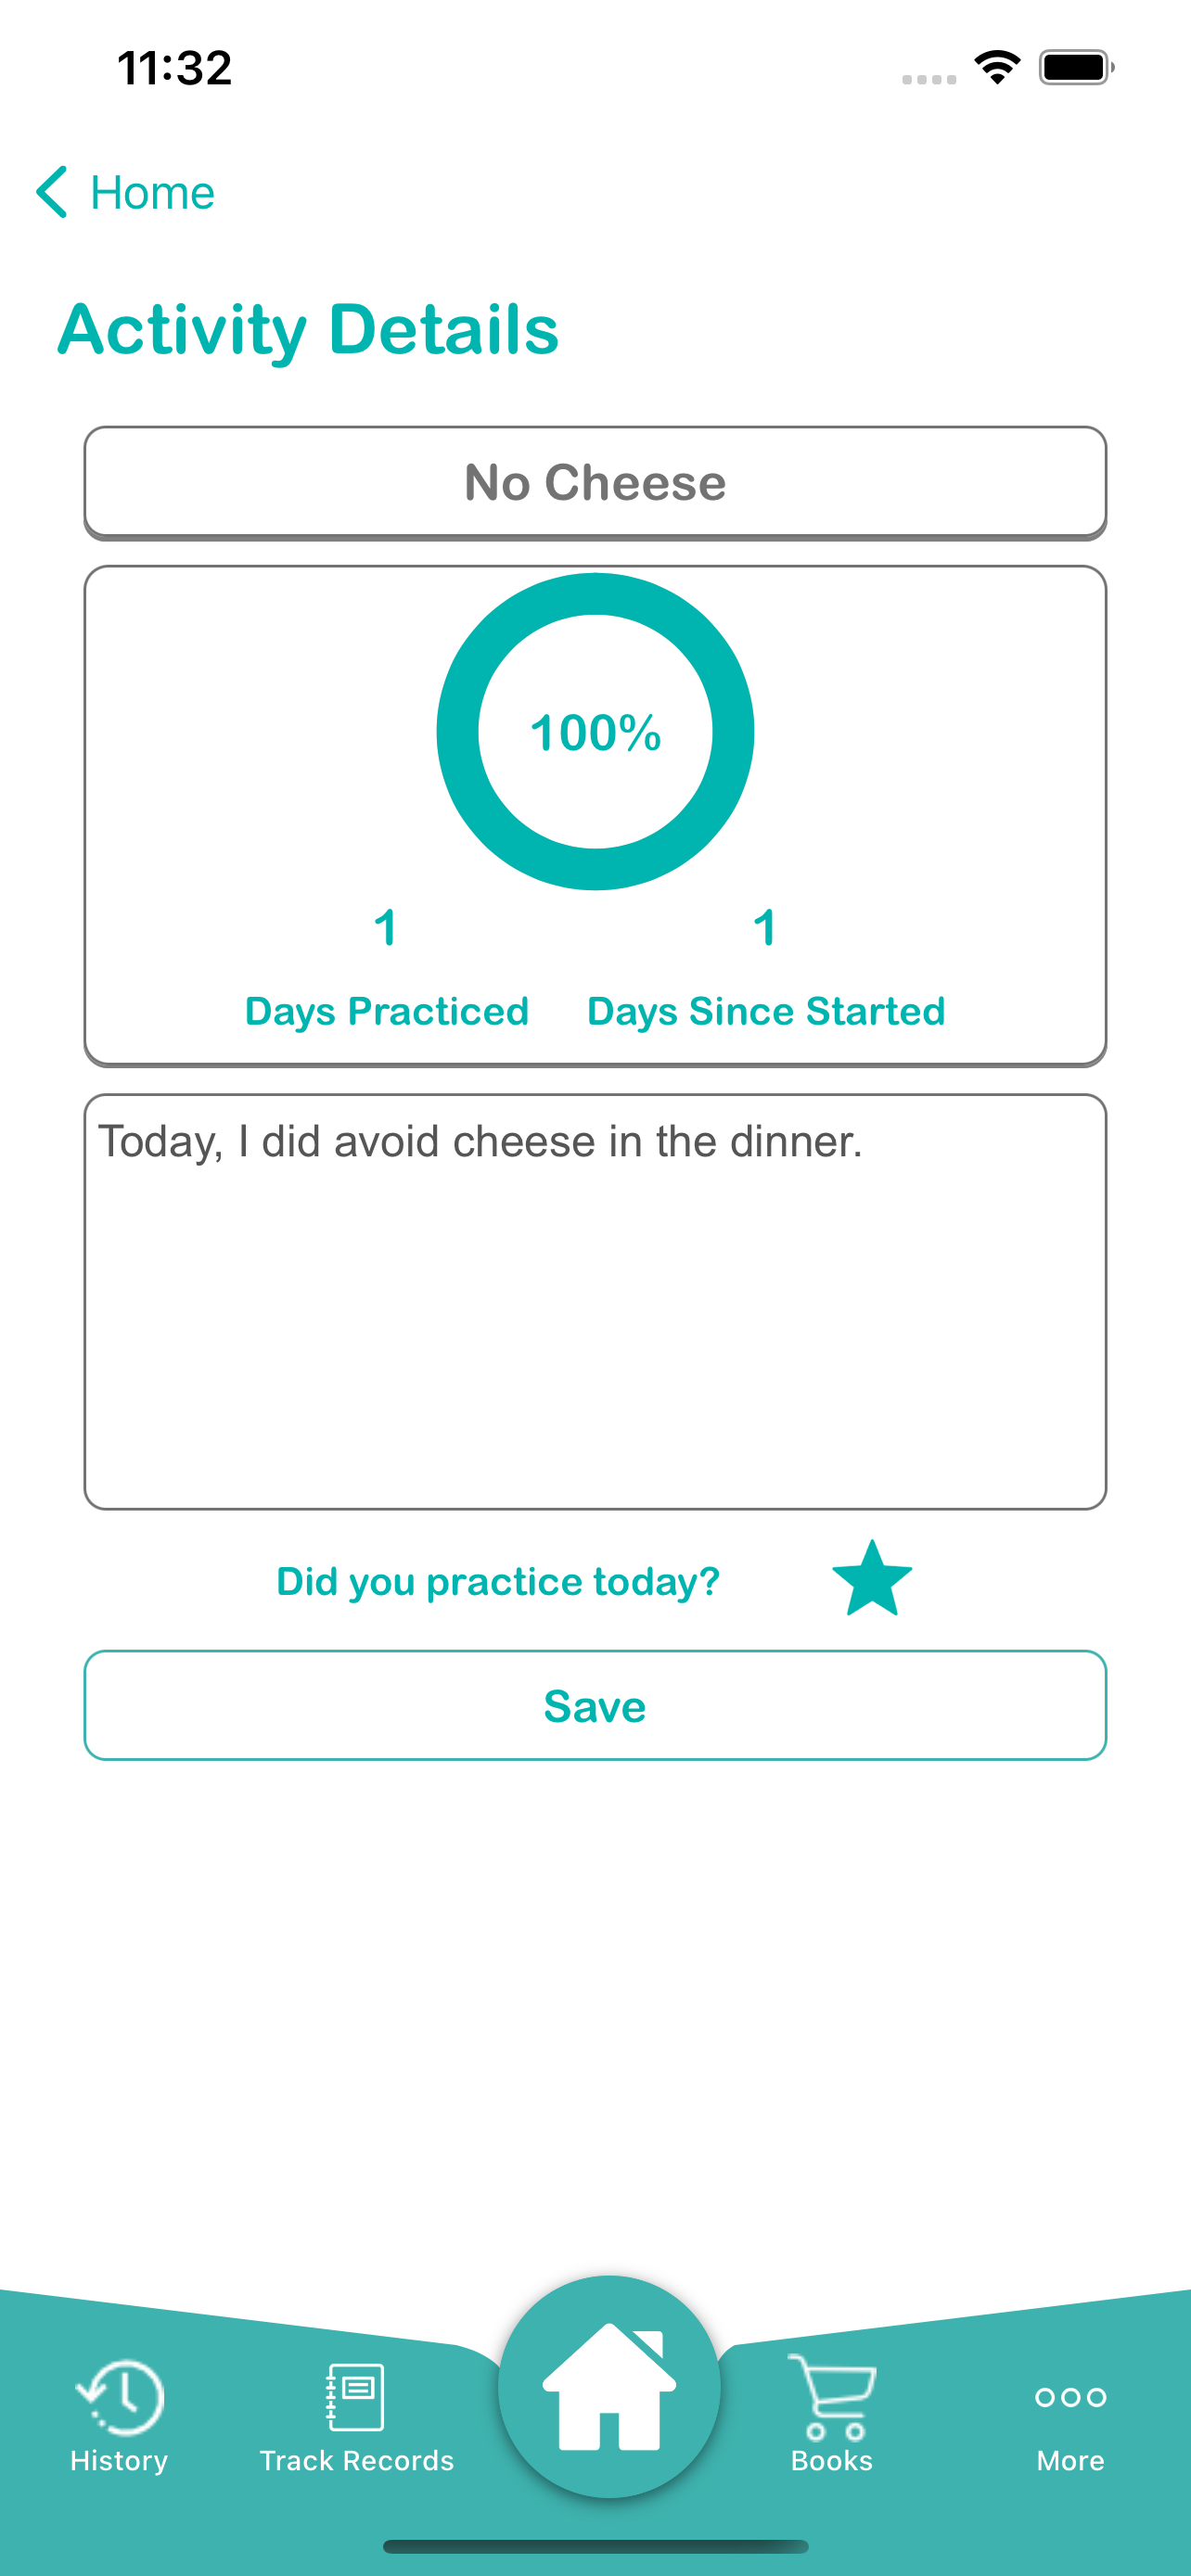 11:32
Home
Activity Details
No Cheese
100%
1
1
Days Practiced
Days Since Started
Today, I did avoid cheese in the dinner.
Did you practice today?
Save
History
Track Records
Books
More